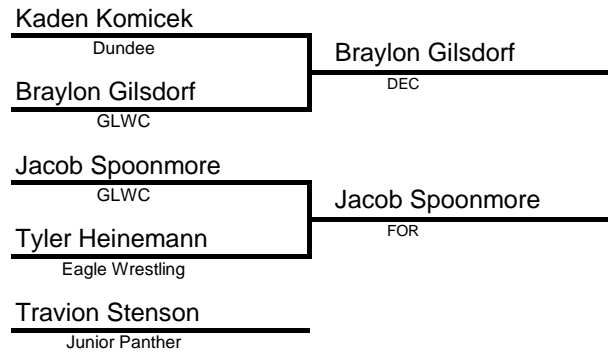 Kaden Komicek
Dundee
Braylon Gilsdorf
DEC
Braylon Gilsdorf
GLWC
Jacob Spoonmore
GLWC
Jacob Spoonmore
FOR
Tyler Heinemann
Eagle Wrestling
Travion Stenson
Junior Panther